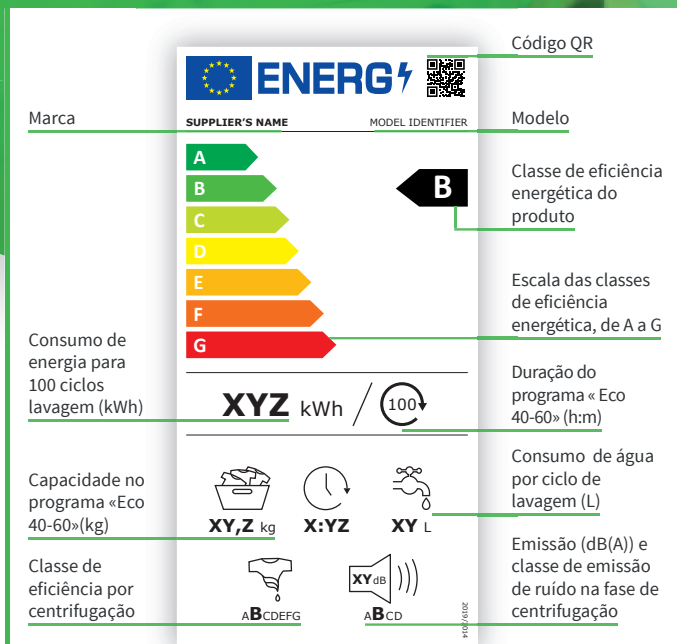 Código QR
ENERG
Marca
SUPPLIER'S NAME
MODEL IDENTIFIER
Modelo
A
B
C
D
E
F
G
B
Classe de eficiência
energética do
produto
Escala das classes
de eficiência
energética, de A a G
Consumo de
energia para
100 ciclos
lavagem (kWh)
XYZ kWh / 100
Duração do
programa « Eco
40-60» (h:m)
Capacidade no
programa «Eco
40-60»(kg)
XY,Z kg
X:YZ
XY L
Consumo de água
por ciclo de
lavagem (L)
Classe de
eficiência por
centrifugação
ABCDEFG
XYdB
ABCD
Emissão (dB(A)) e
classe de emissão
de ruído na fase de
centrifugação
2019/2014